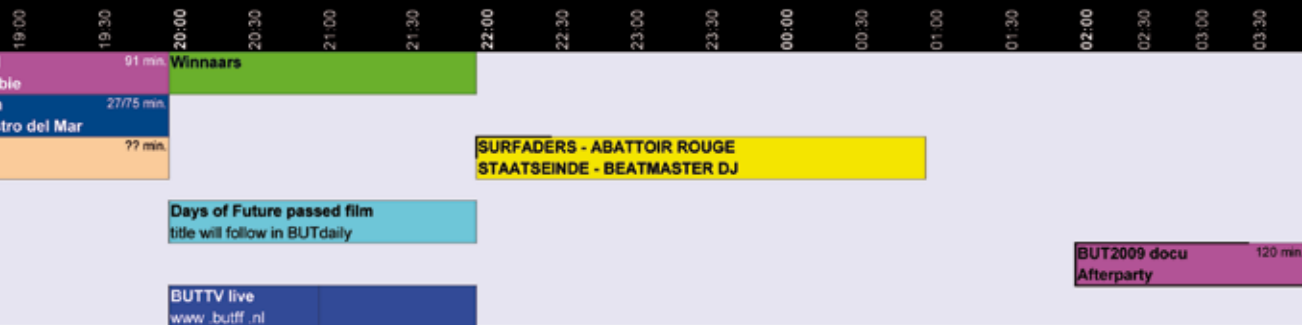 19:00 19:30 20:00 20:30 21:00 21:30 22:00 22:30 23:00 23:30 00:00 00:30 01:00 01:30 02:00 02:30 03:00 03:30
91 min. Winnaars
bie
27/75 min.
tro del Mar
?? min.
SURFADERS - ABATTOIR ROUGE
STAATSEINDE - BEATMASTER DJ
Days of Future passed film
title will follow in BUTdaily
BUT2009 docu 120 min
Afterparty
BUTTV live
www .butff .nl